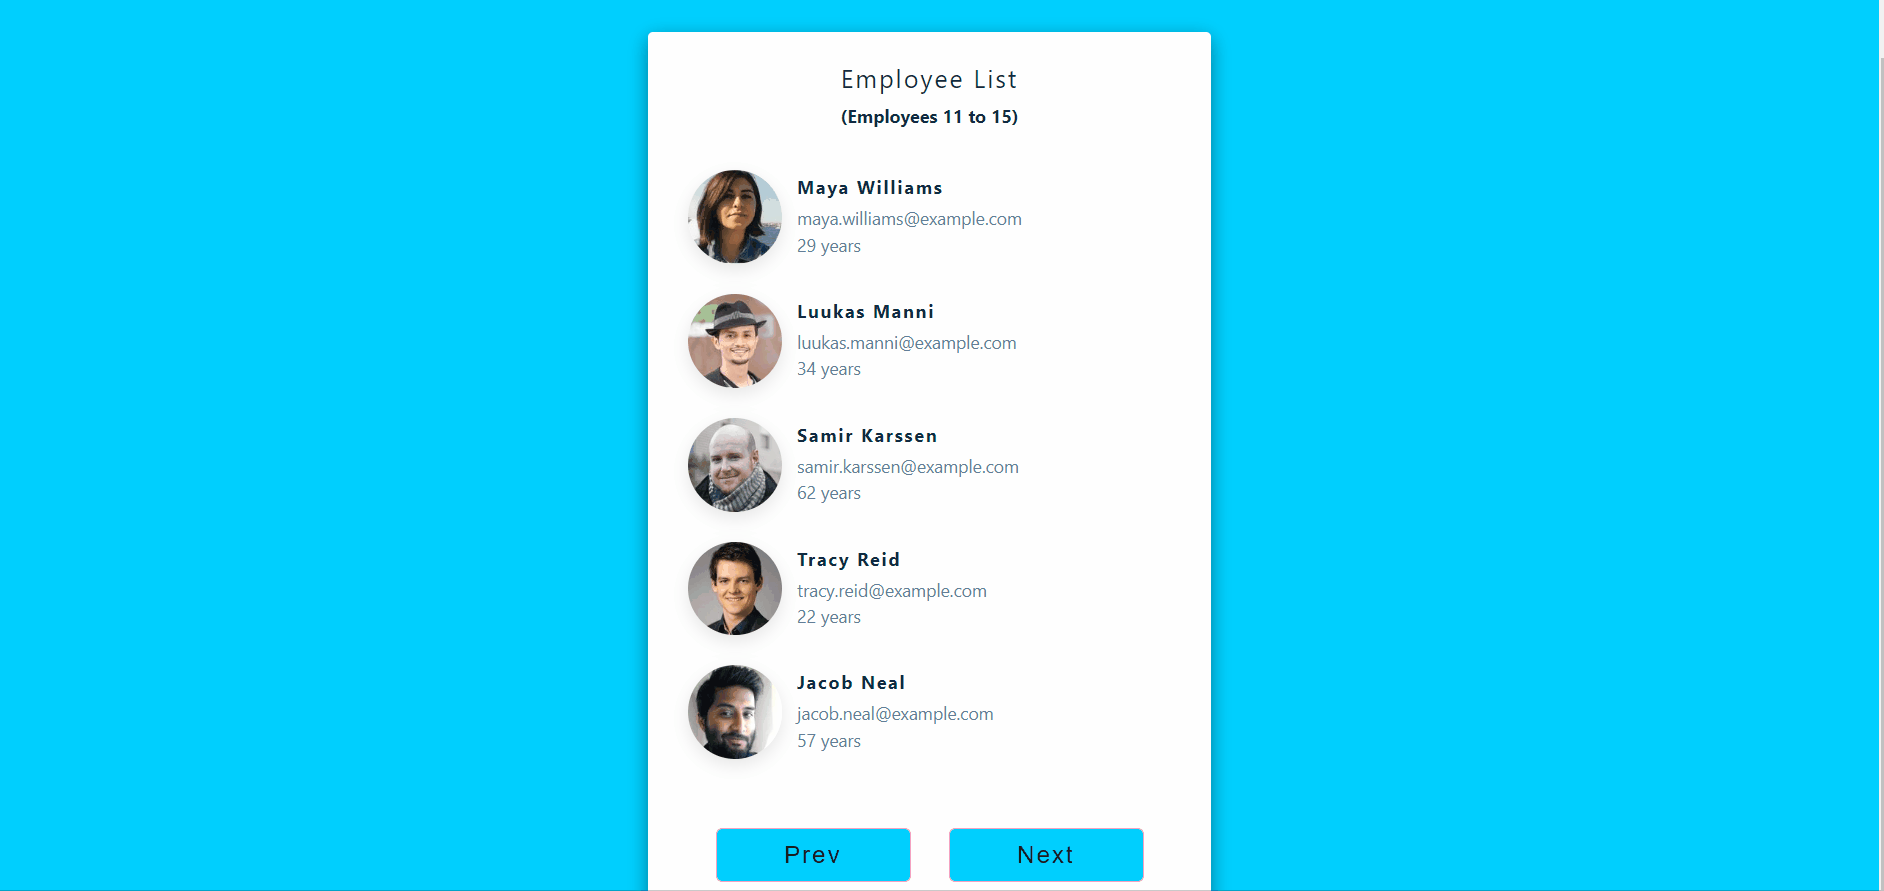 Employee List
(Employees 11 to 15)
Maya Williams
maya.williams@example.com
29 years
Luukas Manni
luukas.manni@example.com
34 years
Samir Karssen
samir.karssen@example.com
62 years
Tracy Reid
tracy.reid@example.com
22 years
Jacob Neal
jacob.neal@example.com
57 years
Prev Next